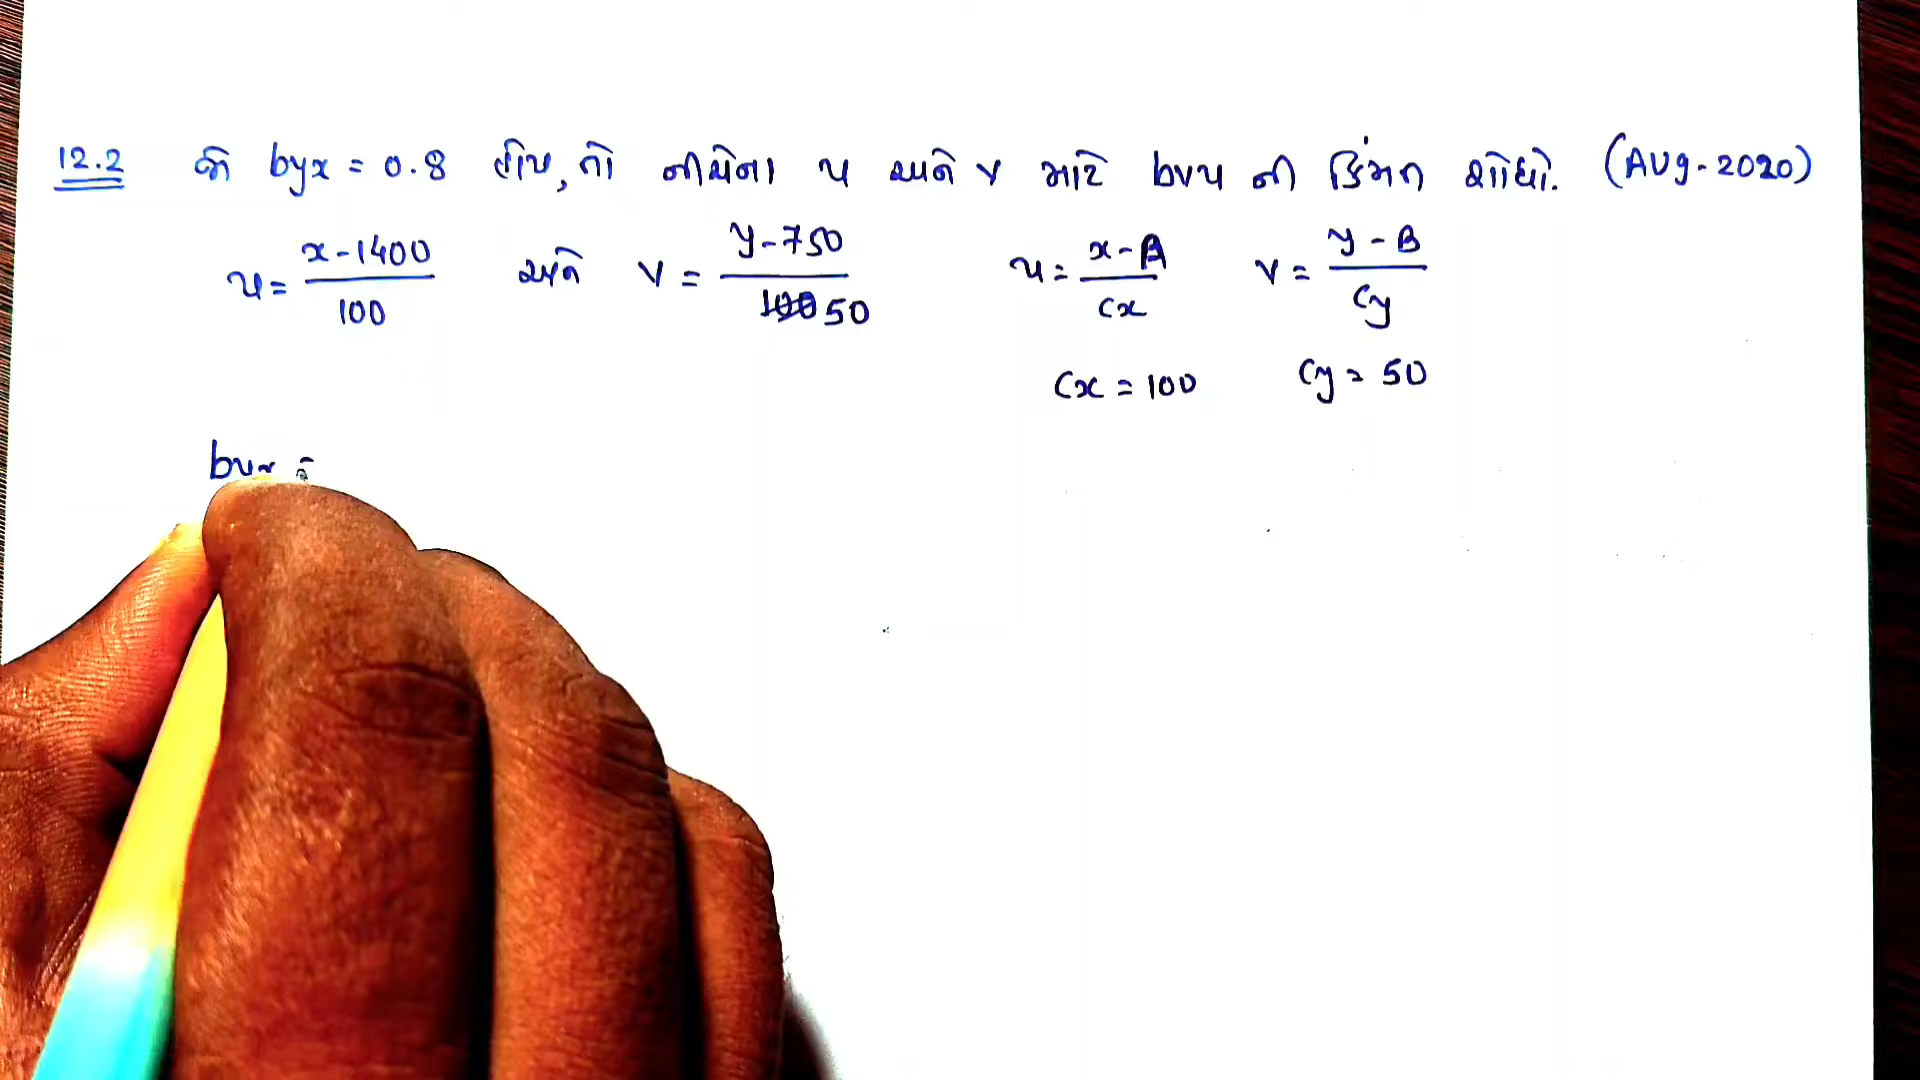 12.2 જો byx = 0.8 હોય, તો નીચેના u અને v માટે bvu ની કિંમત શોધો. (AUg-2020)
u = x-1400 / 100 અને v = y-750 / 100 50 u = x-A / Cx v = y-B / Cy
Cx = 100 Cy = 50